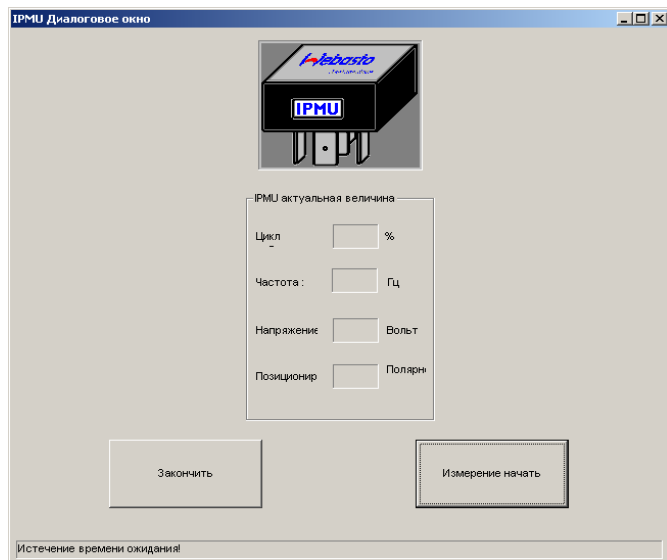 IPMU Диалоговое окно
Webasto
IPMU
IPMU актуальная величина
Цикл %
Частота : Гц
Напряжение Вольт
Позиционир Полярн
Закончить Измерение начать
Истечение времени ожидания!